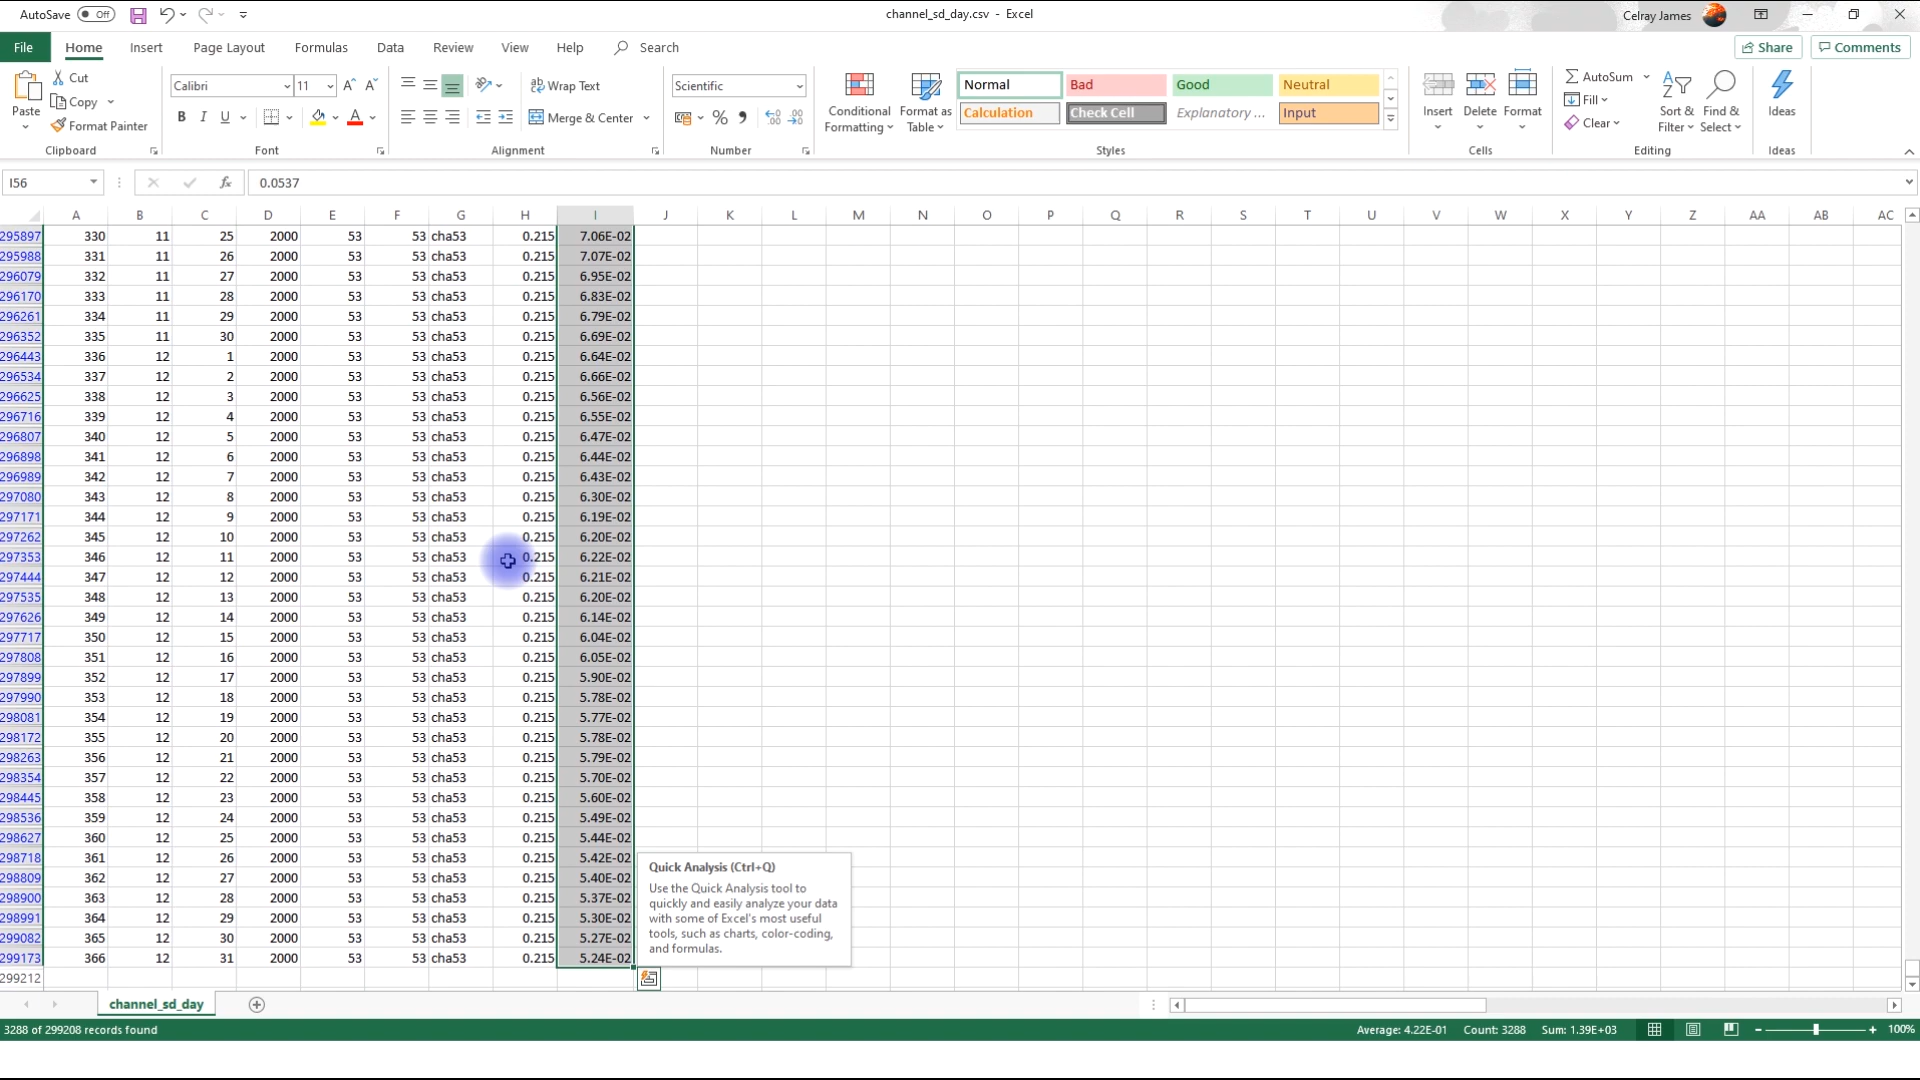 AutoSave Off channel_sd_day.csv - Excel Celray James
File Home Insert Page Layout Formulas Data Review View Help Search Share Comments
Paste Cut Copy Format Painter Clipboard
Calibri 11 B I U A Font
Wrap Text Merge & Center Alignment
Scientific % Number
Conditional Formatting Format as Table
Normal Bad Good Neutral
Calculation Check Cell Explanatory ... Input
Styles
Insert Delete Format Cells
AutoSum Fill Clear Sort & Filter Find & Select Editing
Ideas Ideas
I56 fx 0.0537
A B C D E F G H I J K L M N O P Q R S T U V W X Y Z AA AB AC
295897 330 11 25 2000 53 53 cha53 0.215 7.06E-02
295988 331 11 26 2000 53 53 cha53 0.215 7.07E-02
296079 332 11 27 2000 53 53 cha53 0.215 6.95E-02
296170 333 11 28 2000 53 53 cha53 0.215 6.83E-02
296261 334 11 29 2000 53 53 cha53 0.215 6.79E-02
296352 335 11 30 2000 53 53 cha53 0.215 6.69E-02
296443 336 12 1 2000 53 53 cha53 0.215 6.64E-02
296534 337 12 2 2000 53 53 cha53 0.215 6.66E-02
296625 338 12 3 2000 53 53 cha53 0.215 6.56E-02
296716 339 12 4 2000 53 53 cha53 0.215 6.55E-02
296807 340 12 5 2000 53 53 cha53 0.215 6.47E-02
296898 341 12 6 2000 53 53 cha53 0.215 6.44E-02
296989 342 12 7 2000 53 53 cha53 0.215 6.43E-02
297080 343 12 8 2000 53 53 cha53 0.215 6.30E-02
297171 344 12 9 2000 53 53 cha53 0.215 6.19E-02
297262 345 12 10 2000 53 53 cha53 0.215 6.20E-02
297353 346 12 11 2000 53 53 cha53 0.215 6.22E-02
297444 347 12 12 2000 53 53 cha53 0.215 6.21E-02
297535 348 12 13 2000 53 53 cha53 0.215 6.20E-02
297626 349 12 14 2000 53 53 cha53 0.215 6.14E-02
297717 350 12 15 2000 53 53 cha53 0.215 6.04E-02
297808 351 12 16 2000 53 53 cha53 0.215 6.05E-02
297899 352 12 17 2000 53 53 cha53 0.215 5.90E-02
297990 353 12 18 2000 53 53 cha53 0.215 5.78E-02
298081 354 12 19 2000 53 53 cha53 0.215 5.77E-02
298172 355 12 20 2000 53 53 cha53 0.215 5.78E-02
298263 356 12 21 2000 53 53 cha53 0.215 5.79E-02
298354 357 12 22 2000 53 53 cha53 0.215 5.70E-02
298445 358 12 23 2000 53 53 cha53 0.215 5.60E-02
298536 359 12 24 2000 53 53 cha53 0.215 5.49E-02
298627 360 12 25 2000 53 53 cha53 0.215 5.44E-02
298718 361 12 26 2000 53 53 cha53 0.215 5.42E-02
298809 362 12 27 2000 53 53 cha53 0.215 5.40E-02
298900 363 12 28 2000 53 53 cha53 0.215 5.37E-02
298991 364 12 29 2000 53 53 cha53 0.215 5.30E-02
299082 365 12 30 2000 53 53 cha53 0.215 5.27E-02
299173 366 12 31 2000 53 53 cha53 0.215 5.24E-02
299212
Quick Analysis (Ctrl+Q)
Use the Quick Analysis tool to
quickly and easily analyze your data
with some of Excel's most useful
tools, such as charts, color-coding,
and formulas.
channel_sd_day
3288 of 299208 records found Average: 4.22E-01 Count: 3288 Sum: 1.39E+03 100%